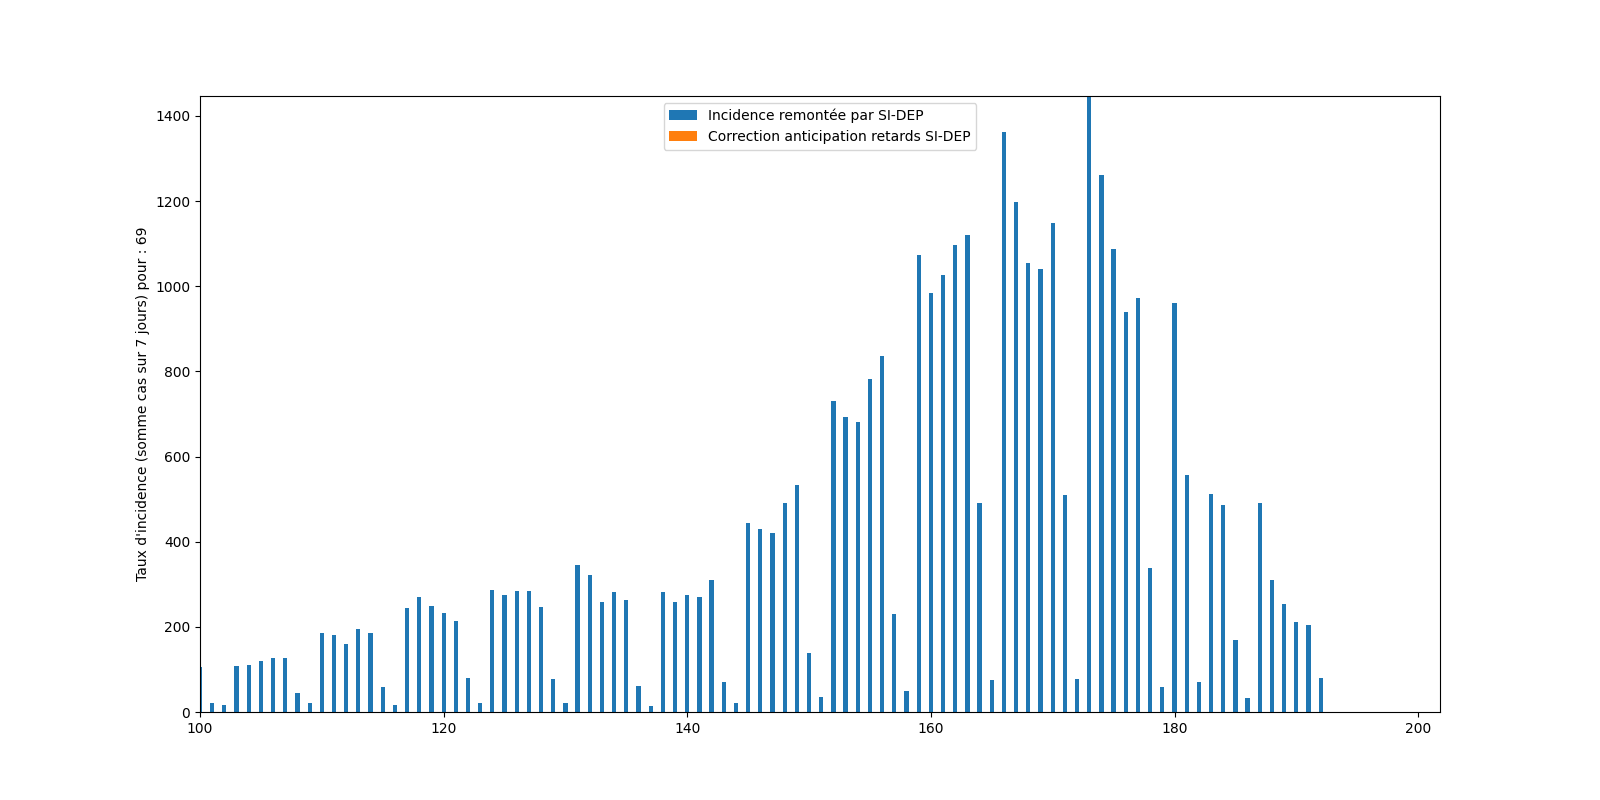 Incidence remontée par SI-DEP
Correction anticipation retards SI-DEP
Taux d'incidence (somme cas sur 7 jours) pour : 69
1400
1200
1000
800
600
400
200
0
100 120 140 160 180 200